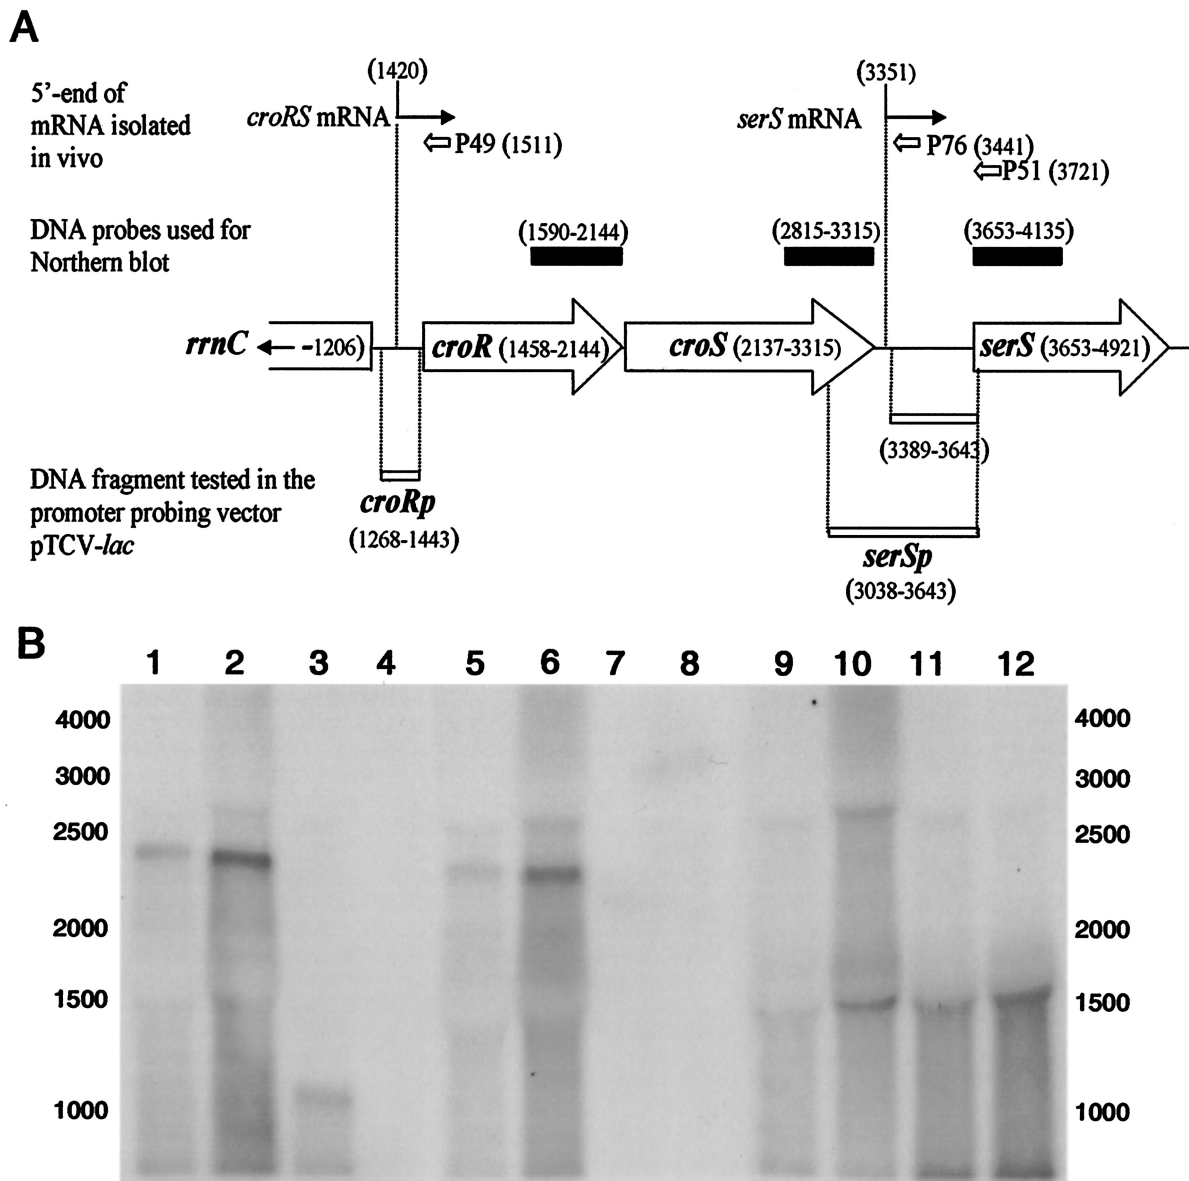 A
5'-end of
mRNA isolated
in vivo
(1420)
croRS mRNA
P49 (1511)
(3351)
serS mRNA
P76 (3441)
P51 (3721)
DNA probes used for
Northern blot
(1590-2144)
(2815-3315)
(3653-4135)
rrnC
-1206)
croR (1458-2144)
croS (2137-3315)
serS (3653-4921)
(3389-3643)
DNA fragment tested in the
promoter probing vector
pTCV-lac
croRp
(1268-1443)
serSp
(3038-3643)
B
1 2 3 4 5 6 7 8 9 10 11 12
4000 4000
3000 3000
2500 2500
2000 2000
1500 1500
1000 1000